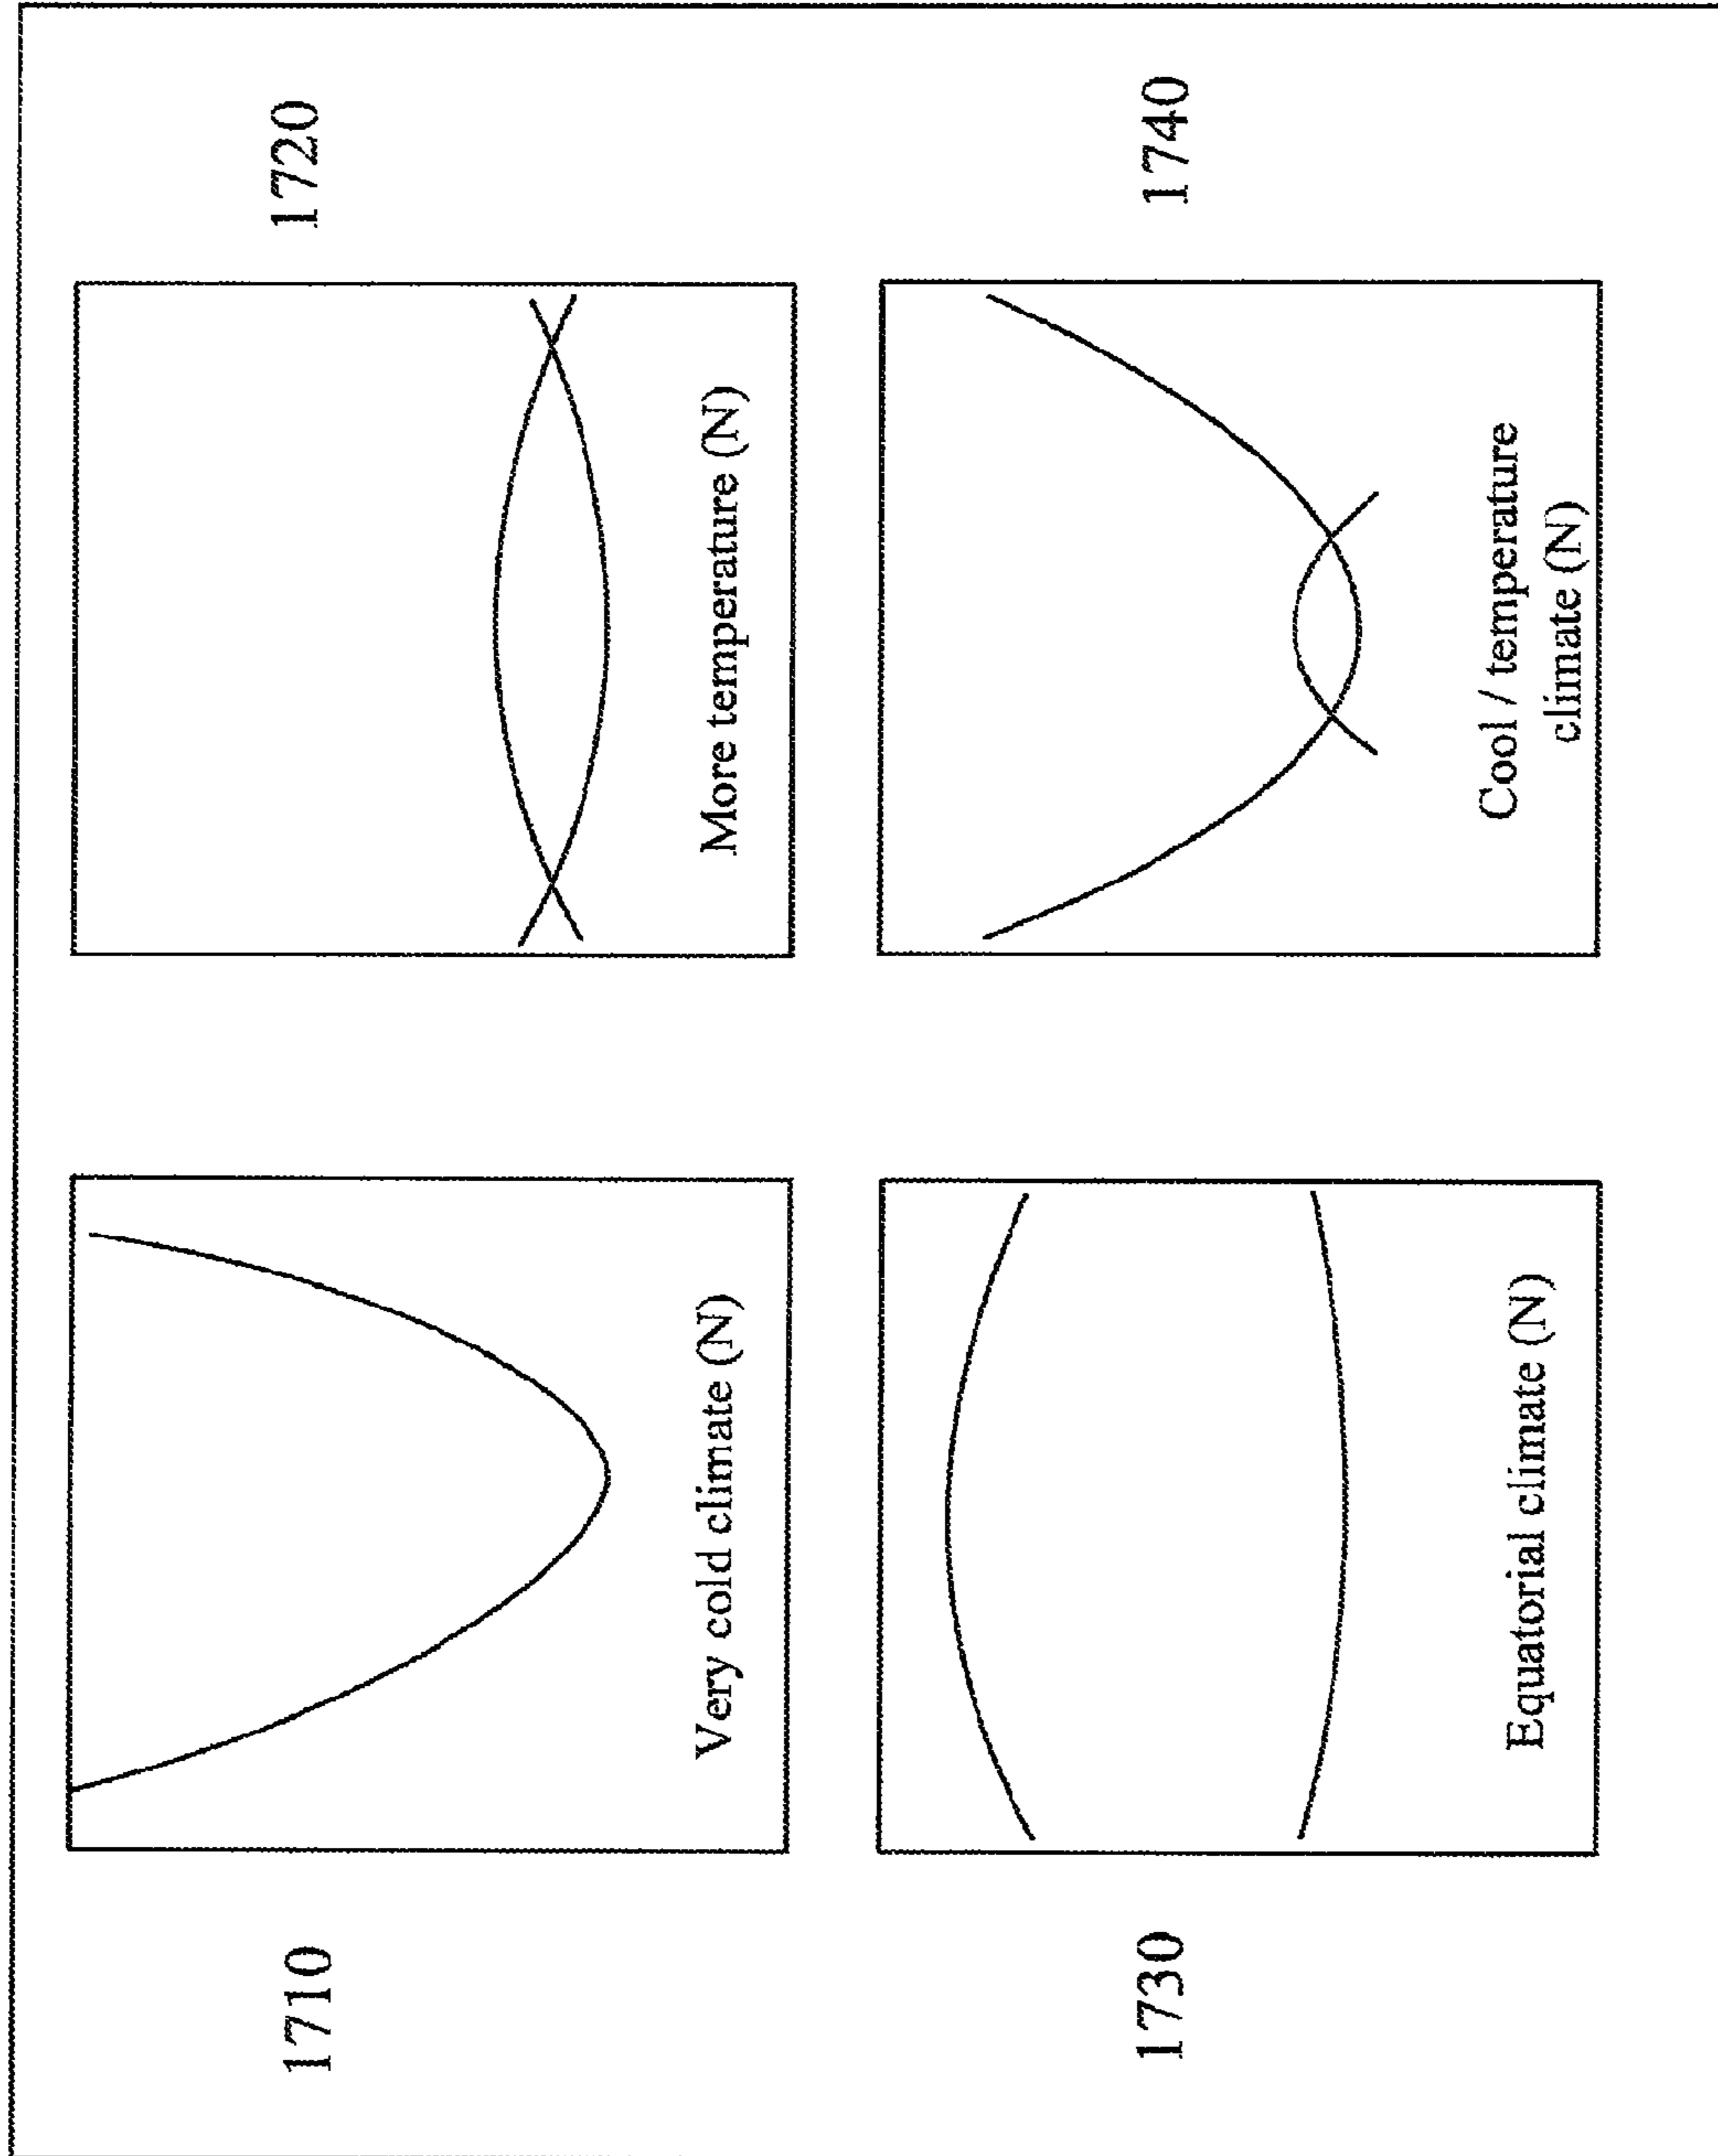 1710
Very cold climate (N)
More temperature (N)
1720
1730
Equatorial climate (N)
Cool / temperature
climate (N)
1740